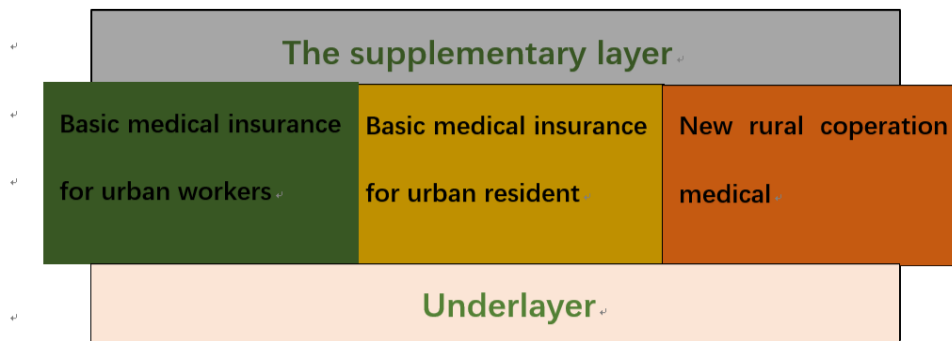 The supplementary layer
Basic medical insurance
for urban workers
Basic medical insurance
for urban resident
New rural coperation
medical
Underlayer